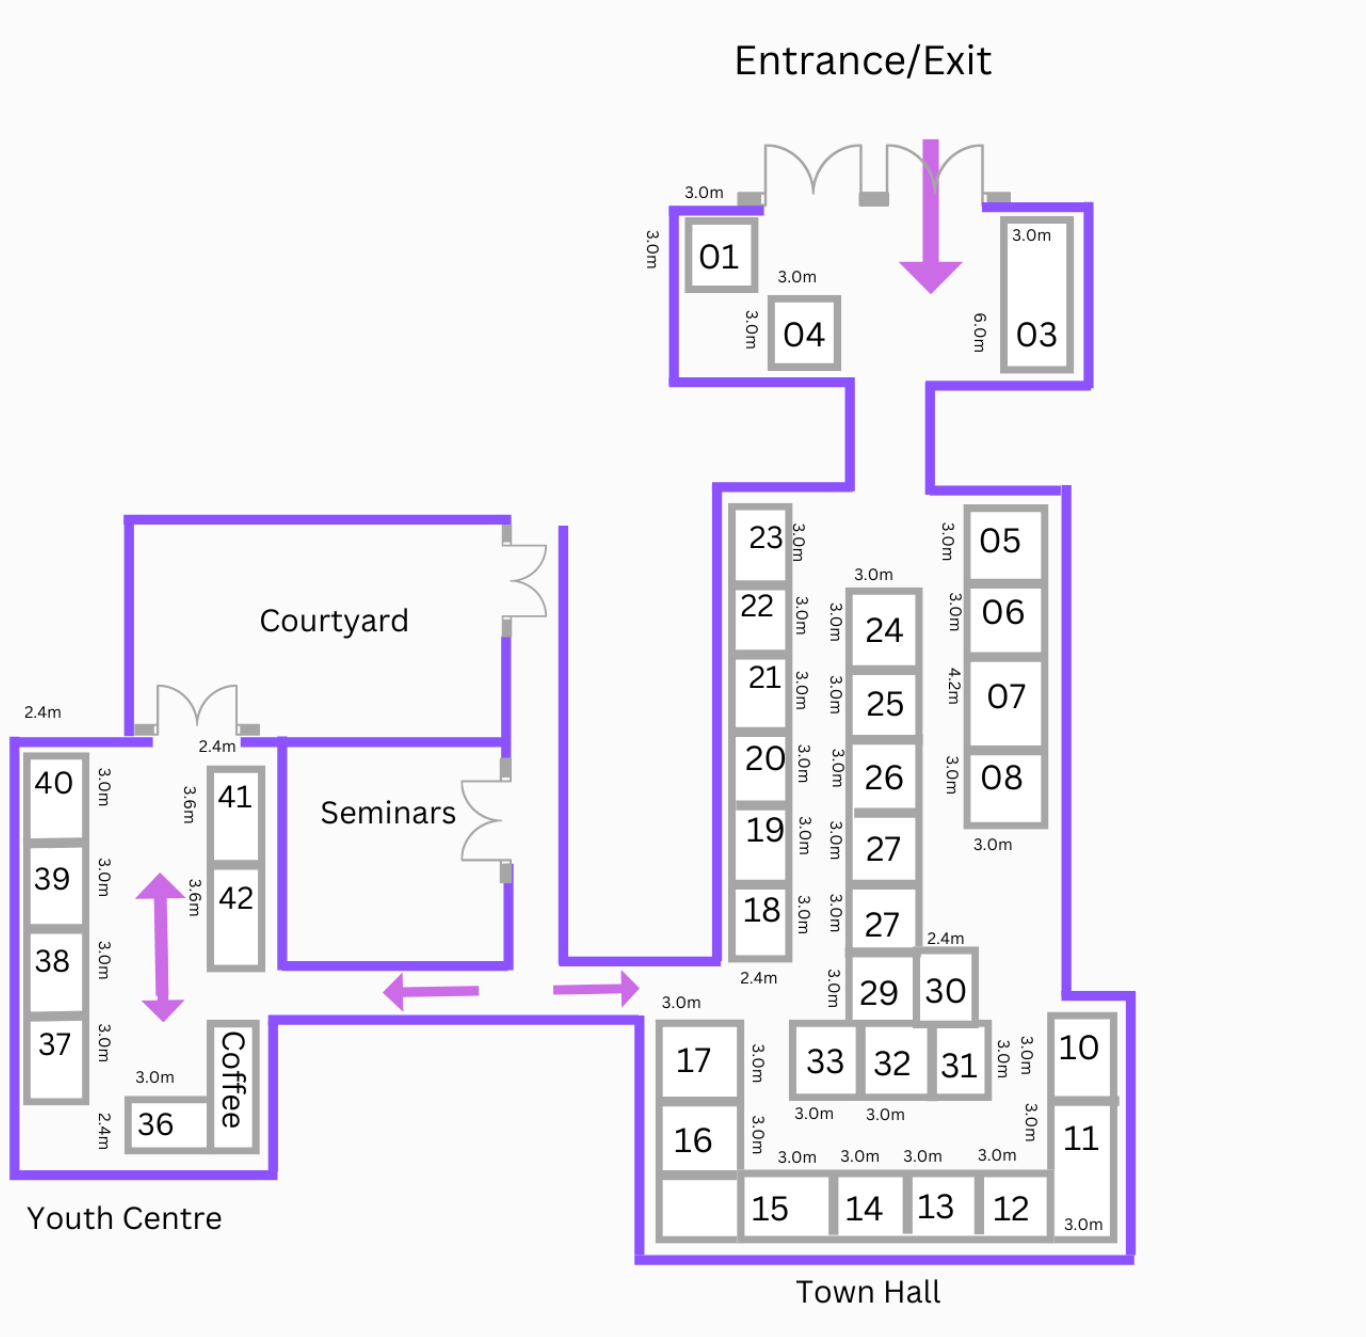 Entrance/Exit
3.0m
3.0m
01
3.0m
3.0m
04
3.0m
6.0m
03
23
3.0m
22
3.0m
21
3.0m
20
3.0m
19
3.0m
18
3.0m
2.4m
3.0m
3.0m
24
3.0m
25
3.0m
26
3.0m
27
3.0m
27
3.0m
29
2.4m
30
3.0m
05
3.0m
06
4.2m
07
3.0m
08
3.0m
Courtyard
Seminars
2.4m
2.4m
40
3.0m
39
3.0m
38
3.0m
37
3.0m
3.6m
41
3.6m
42
Coffee
3.0m
2.4m
36
Youth Centre
3.0m
17
3.0m
16
3.0m
33
32
31
3.0m
3.0m
3.0m
3.0m
10
3.0m
11
3.0m
3.0m
3.0m
3.0m
3.0m
15
14
13
12
Town Hall